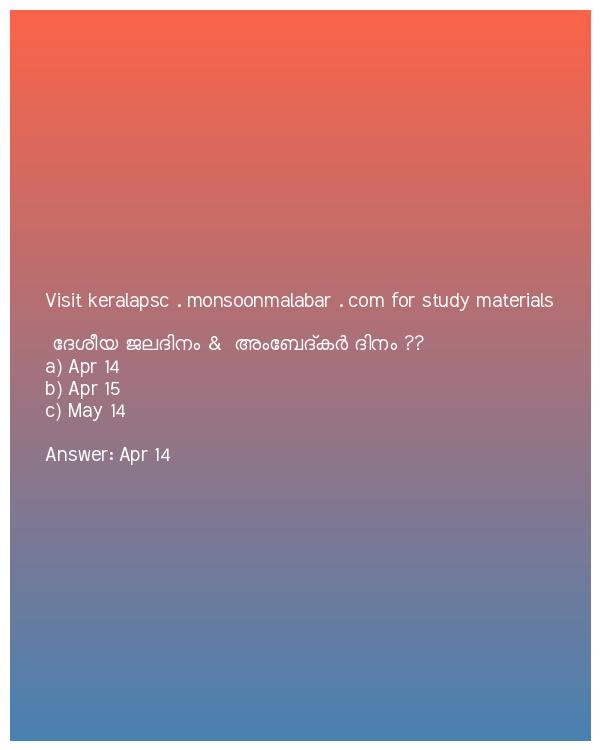 Visit keralapsc . monsoonmalabar . com for study materials
ദേശീയ ജലദിനം & അംബേദ്കർ ദിനം ??
a) Apr 14
b) Apr 15
c) May 14
Answer: Apr 14